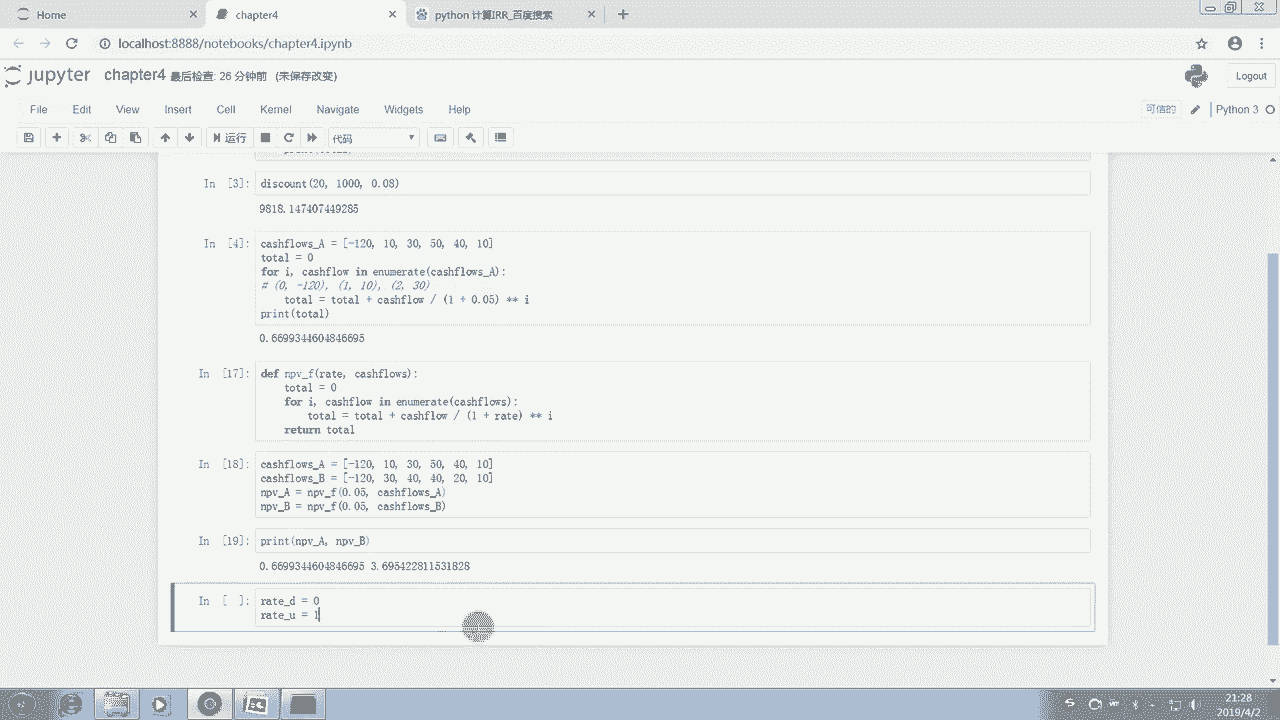 Home
chapter4
python 计算IRR_百度搜索
localhost:8888/notebooks/chapter4.ipynb
jupyter chapter4 最后检查: 26 分钟前 (未保存改变)
Logout
File Edit View Insert Cell Kernel Navigate Widgets Help
可信的 Python 3
运行 代码
In [3]: discount(20, 1000, 0.08)
9818.147407449285
In [4]: cashflows_A = [-120, 10, 30, 50, 40, 10]
total = 0
for i, cashflow in enumerate(cashflows_A):
# (0, -120), (1, 10), (2, 30)
total = total + cashflow / (1 + 0.05) ** i
print(total)
0.6699344604846695
In [17]: def npv_f(rate, cashflows):
total = 0
for i, cashflow in enumerate(cashflows):
total = total + cashflow / (1 + rate) ** i
return total
In [18]: cashflows_A = [-120, 10, 30, 50, 40, 10]
cashflows_B = [-120, 30, 40, 40, 20, 10]
npv_A = npv_f(0.05, cashflows_A)
npv_B = npv_f(0.05, cashflows_B)
In [19]: print(npv_A, npv_B)
0.6699344604846695 3.695422811531828
In [ ]: rate_d = 0
rate_u = 1
21:28
2019/4/2